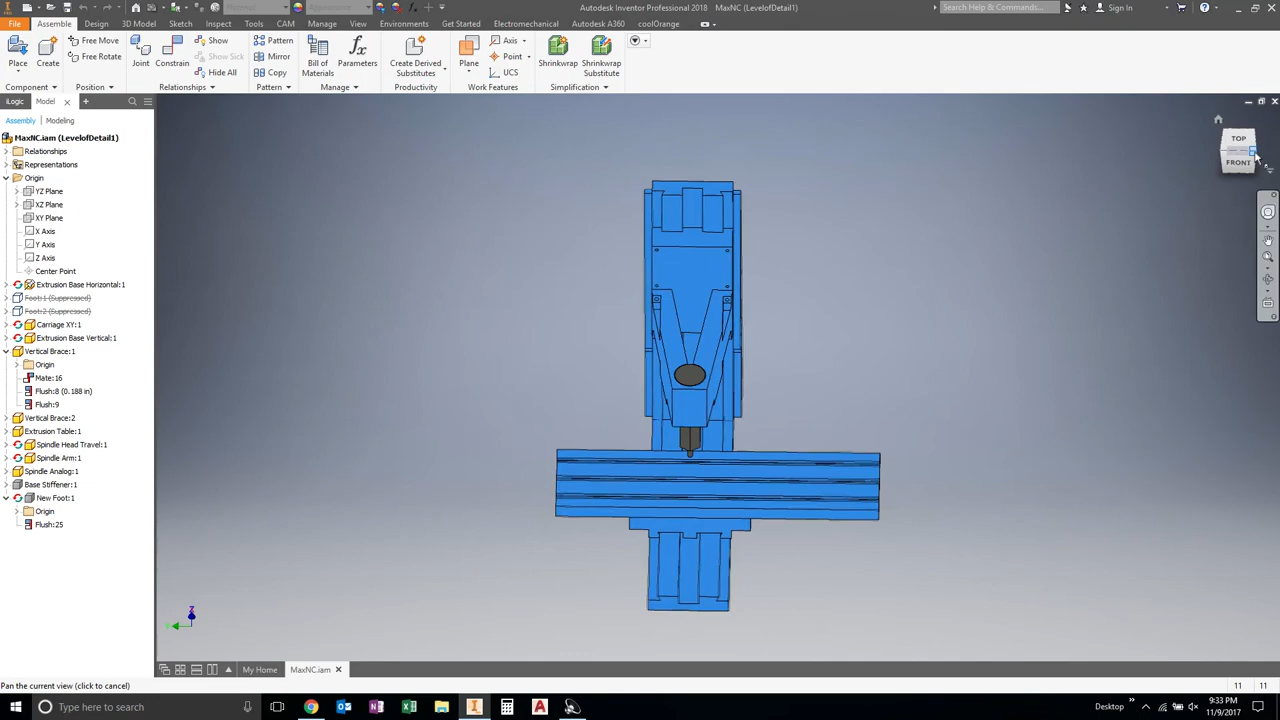 Material
Appearance
Autodesk Inventor Professional 2018   MaxNC (LevelofDetail1)
Search Help & Commands...
Sign In
File
Assemble
Design
3D Model
Sketch
Inspect
Tools
CAM
Manage
View
Environments
Get Started
Electromechanical
Autodesk A360
coolOrange
Place
Create
Free Move
Free Rotate
Joint
Constrain
Show
Show Sick
Hide All
Pattern
Mirror
Copy
Bill of
Materials
Parameters
Create Derived
Substitutes
Plane
Axis
Point
UCS
Shrinkwrap
Shrinkwrap
Substitute
Component
Position
Relationships
Pattern
Manage
Productivity
Work Features
Simplification
iLogic
Model
Assembly
Modeling
MaxNC.iam (LevelofDetail1)
Relationships
Representations
Origin
YZ Plane
XZ Plane
XY Plane
X Axis
Y Axis
Z Axis
Center Point
Extrusion Base Horizontal:1
Foot:1 (Suppressed)
Foot:2 (Suppressed)
Carriage XY:1
Extrusion Base Vertical:1
Vertical Brace:1
Origin
Mate:16
Flush:8 (0.188 in)
Flush:9
Vertical Brace:2
Extrusion Table:1
Spindle Head Travel:1
Spindle Arm:1
Spindle Analog:1
Base Stiffener:1
New Foot:1
Origin
Flush:25
TOP
FRONT
Z
Y
My Home
MaxNC.iam
Pan the current view (click to cancel)
11
11
Type here to search
Desktop
9:33 PM
11/9/2017